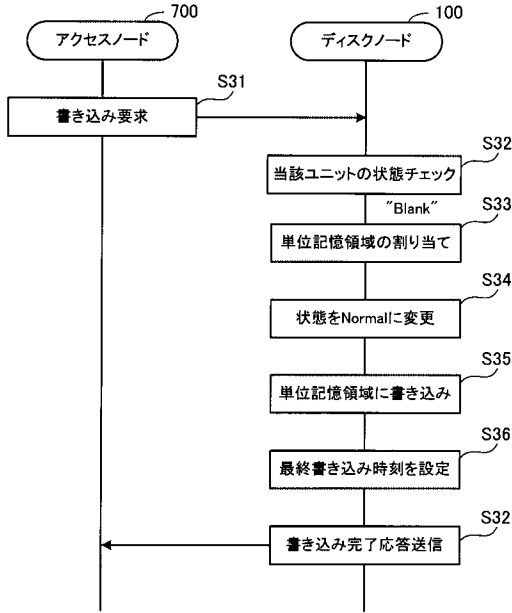 700
アクセスノード
100
ディスクノード
S31
書き込み要求
S32
当該ユニットの状態チェック
"Blank"
S33
単位記憶領域の割り当て
S34
状態をNormalに変更
S35
単位記憶領域に書き込み
S36
最終書き込み時刻を設定
S32
書き込み完了応答送信